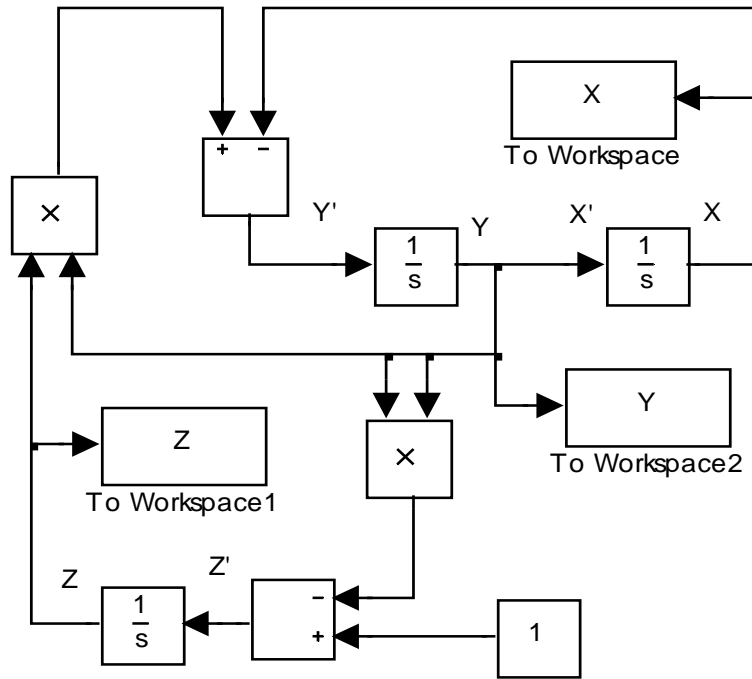 X
To Workspace
+ −
×
Y' 1/s Y X' 1/s X
Y
To Workspace2
Z
To Workspace1
×
Z 1/s Z' −
+
1